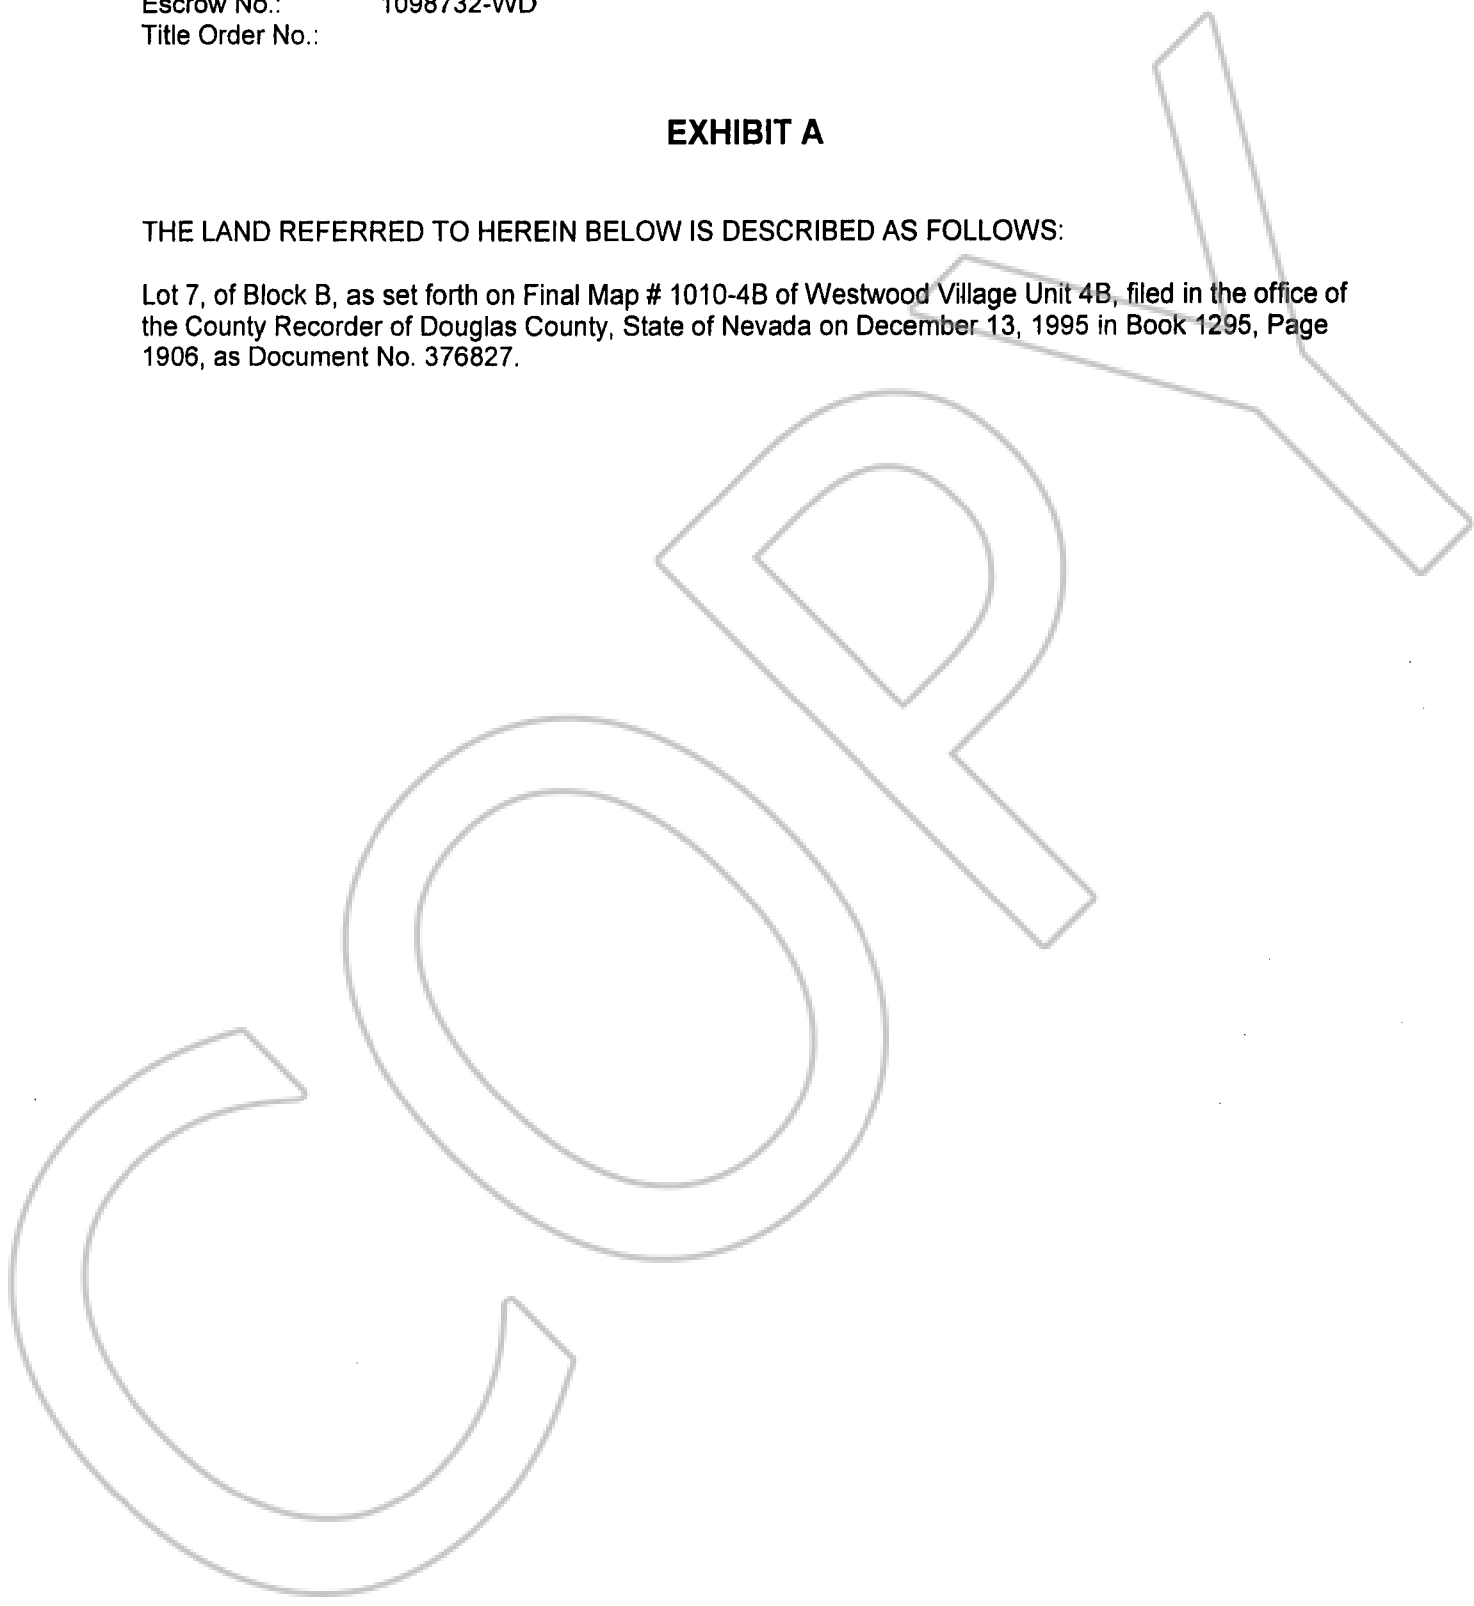 Escrow No.: 1098732-WD
Title Order No.:
EXHIBIT A
THE LAND REFERRED TO HEREIN BELOW IS DESCRIBED AS FOLLOWS:
Lot 7, of Block B, as set forth on Final Map # 1010-4B of Westwood Village Unit 4B, filed in the office of
the County Recorder of Douglas County, State of Nevada on December 13, 1995 in Book 1295, Page
1906, as Document No. 376827.
COPY